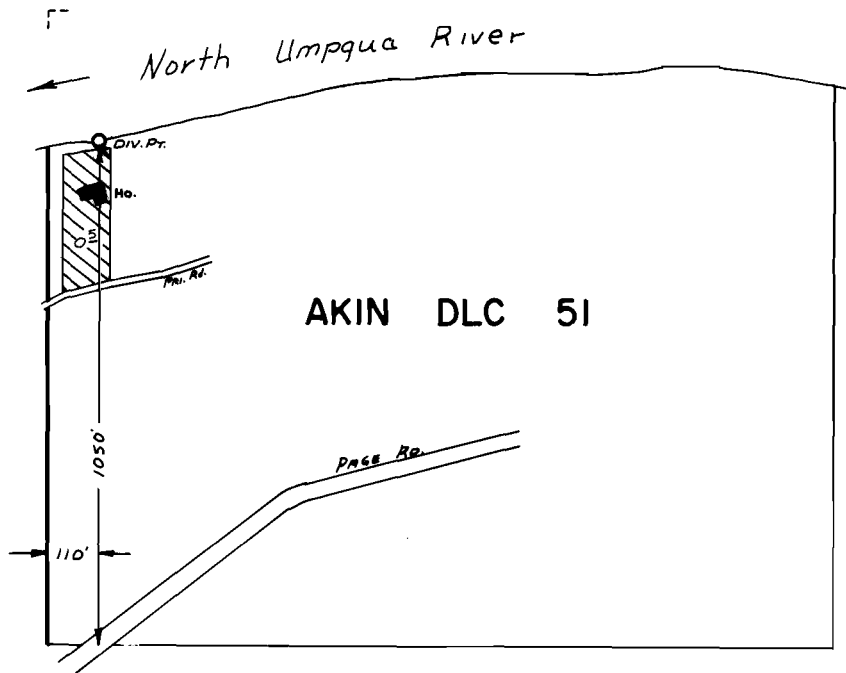 North Umpqua River
DIV. PT.
HO.
0 5
PRI. RD.
AKIN DLC 51
1050'
PAGE RD.
110'